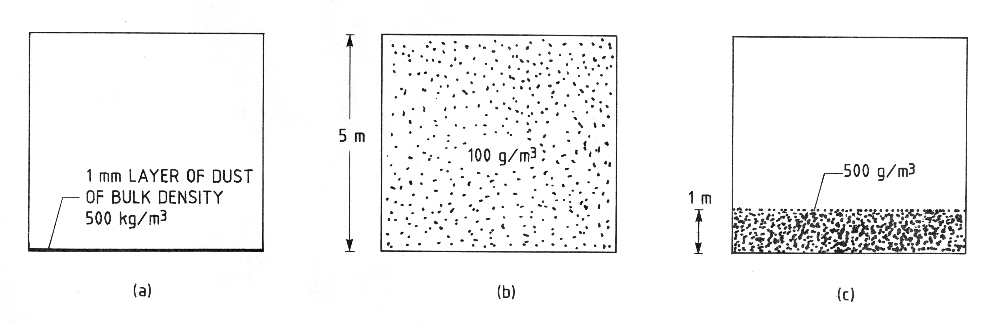 1 mm LAYER OF DUST
OF BULK DENSITY
500 kg/m³
(a)
5 m
100 g/m³
(b)
500 g/m³
1 m
(c)